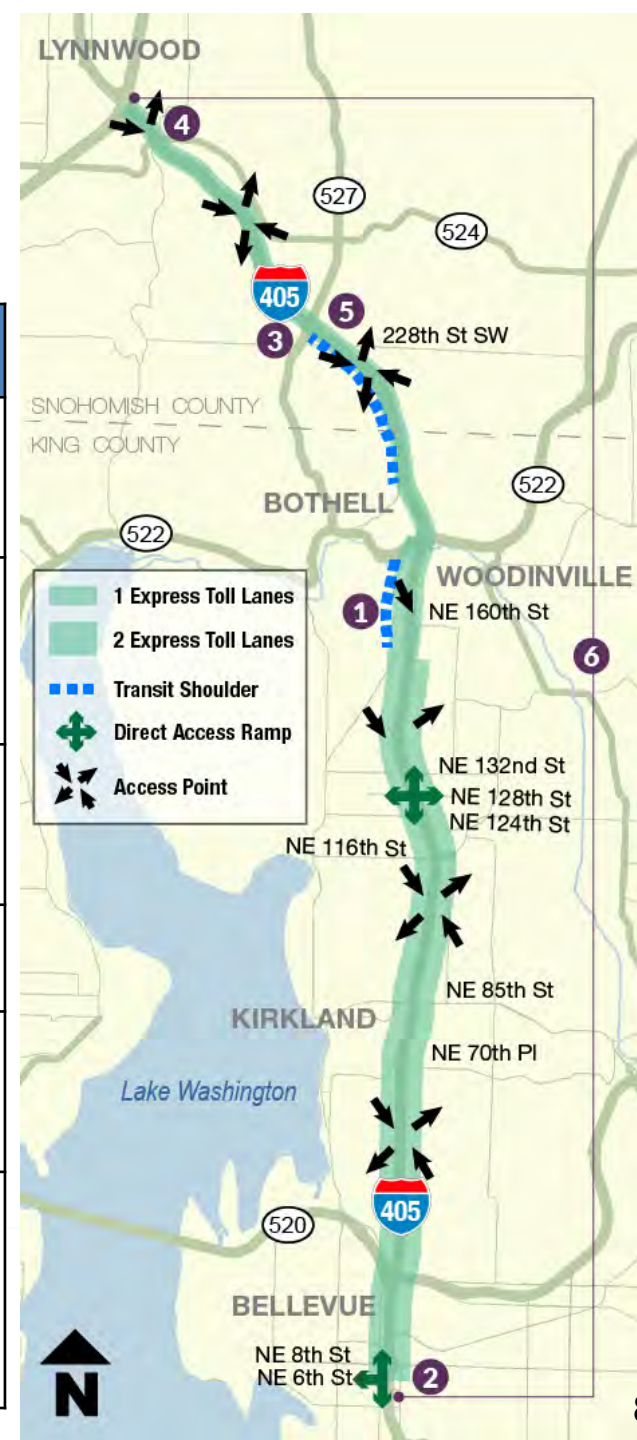 LYNNWOOD
4
527
524
405
5
3
228th St SW
SNOHOMISH COUNTY
KING COUNTY
BOTHELL
522
522
WOODINVILLE
1 Express Toll Lanes
2 Express Toll Lanes
Transit Shoulder
Direct Access Ramp
Access Point
1
NE 160th St
6
NE 132nd St
NE 128th St
NE 124th St
NE 116th St
NE 85th St
KIRKLAND
NE 70th Pl
Lake Washington
405
520
BELLEVUE
NE 8th St
NE 6th St
2
N